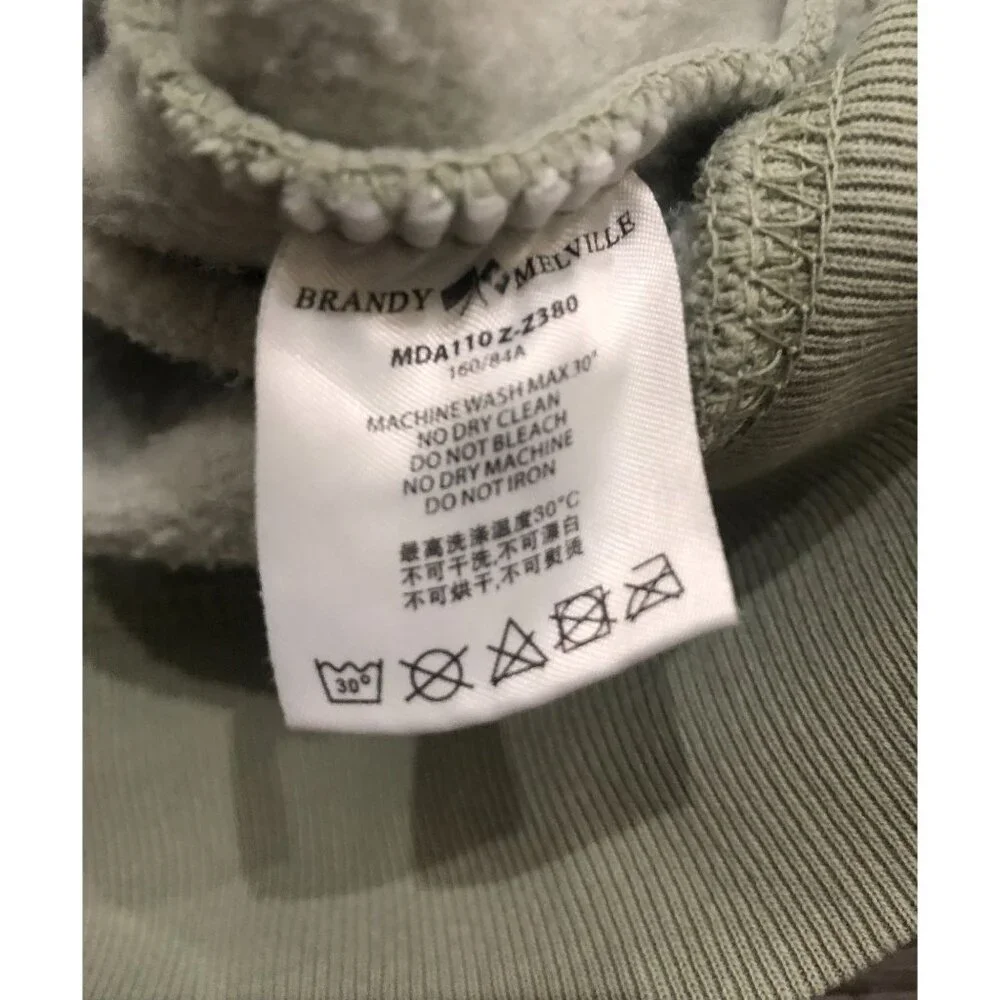 BRANDY MELVILLE
MDA110 Z-Z380
160/84A
MACHINE WASH MAX 30°
NO DRY CLEAN
DO NOT BLEACH
NO DRY MACHINE
DO NOT IRON
最高洗涤温度30°C
不可干洗,不可漂白
不可烘干,不可熨烫
30°